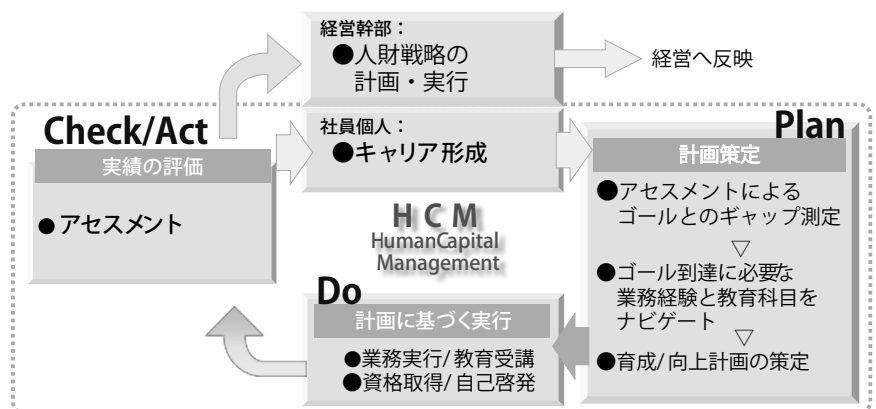 経営幹部：
●人財戦略の
計画・実行
経営へ反映
Check/Act
実績の評価
●アセスメント
社員個人：
●キャリア形成
Plan
計画策定
●アセスメントによる
ゴールとのギャップ測定
▽
●ゴール到達に必要な
業務経験と教育科目を
ナビゲート
▽
●育成/向上計画の策定
HCM
HumanCapital
Management
Do
計画に基づく実行
●業務実行/教育受講
●資格取得/自己啓発